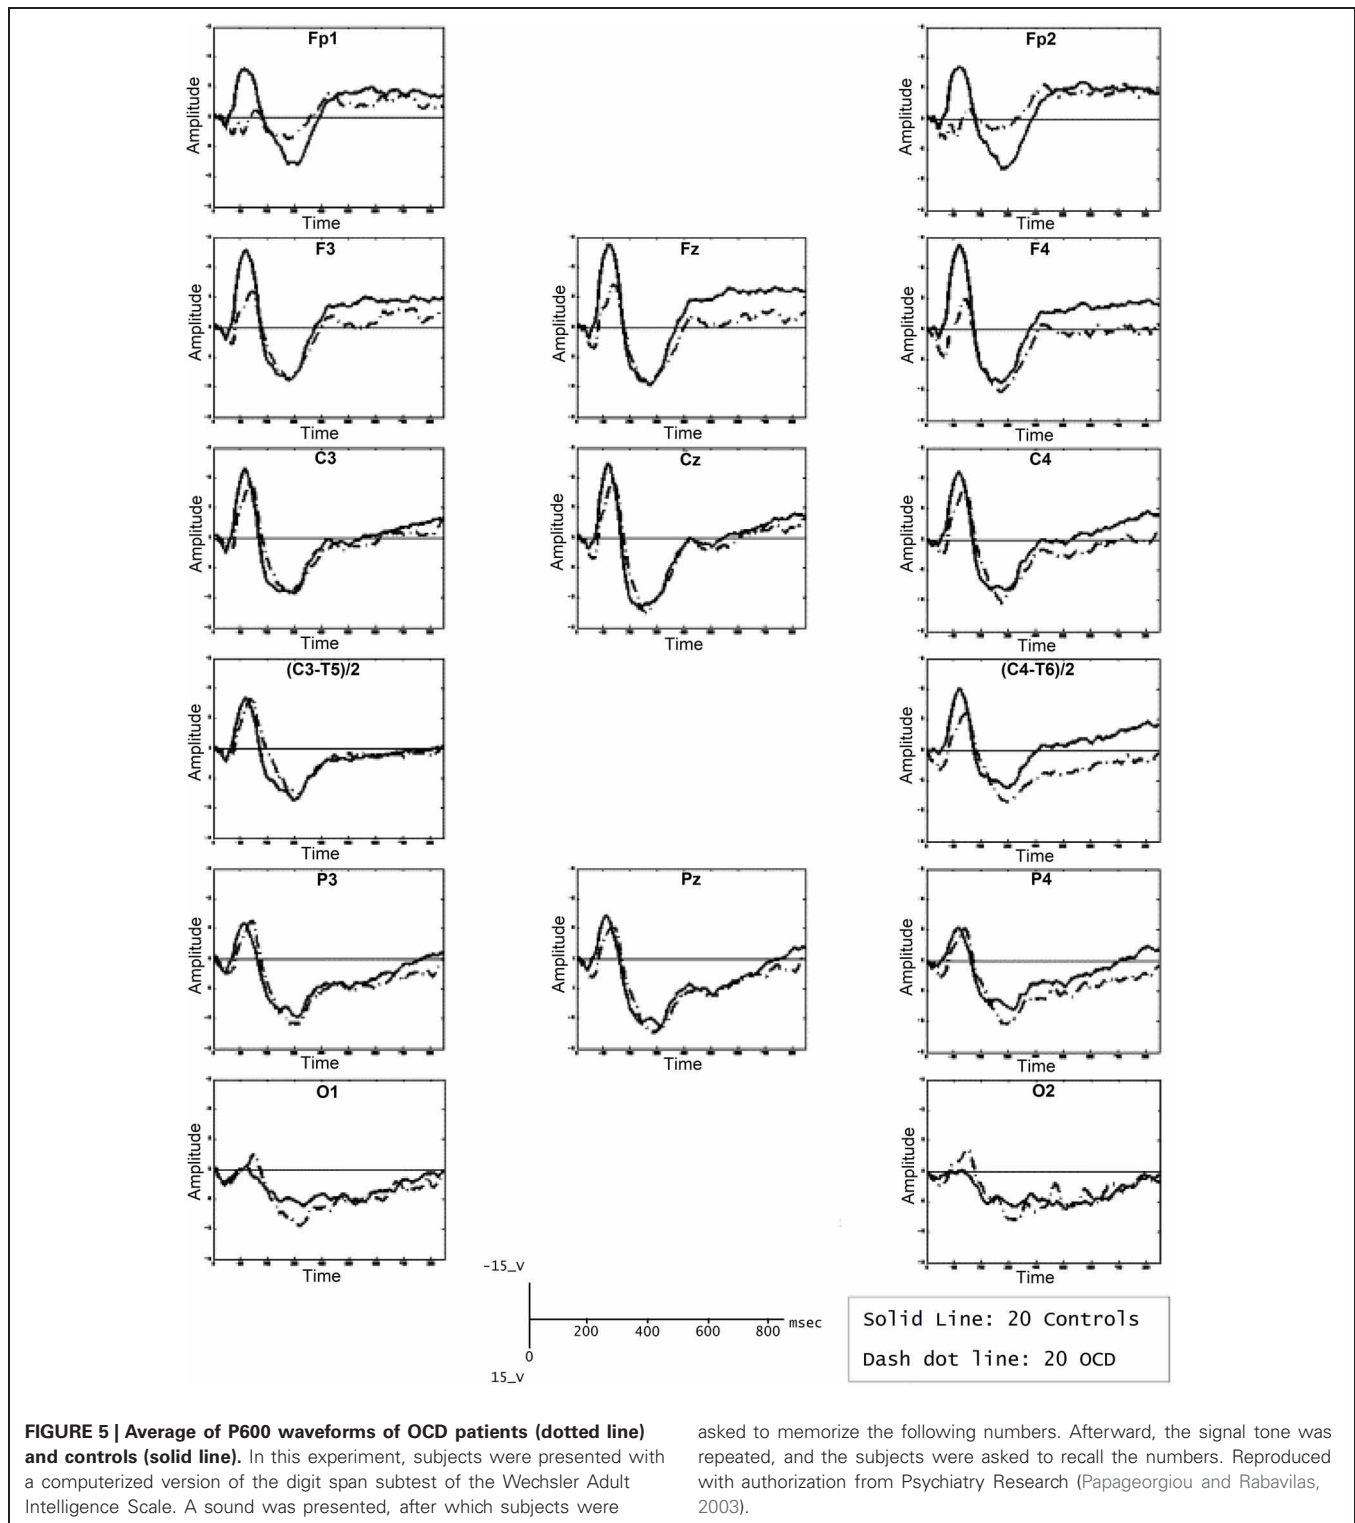 Fp1
Amplitude
Time
Fp2
Amplitude
Time
F3
Amplitude
Time
Fz
Amplitude
Time
F4
Amplitude
Time
C3
Amplitude
Time
Cz
Amplitude
Time
C4
Amplitude
Time
(C3-T5)/2
Amplitude
Time
(C4-T6)/2
Amplitude
Time
P3
Amplitude
Time
Pz
Amplitude
Time
P4
Amplitude
Time
O1
Amplitude
Time
O2
Amplitude
Time
-15_v
200 400 600 800 msec
0
15_v
Solid Line: 20 Controls
Dash dot line: 20 OCD
FIGURE 5 | Average of P600 waveforms of OCD patients (dotted line)
and controls (solid line). In this experiment, subjects were presented with
a computerized version of the digit span subtest of the Wechsler Adult
Intelligence Scale. A sound was presented, after which subjects were
asked to memorize the following numbers. Afterward, the signal tone was
repeated, and the subjects were asked to recall the numbers. Reproduced
with authorization from Psychiatry Research (Papageorgiou and Rabavilas,
2003).